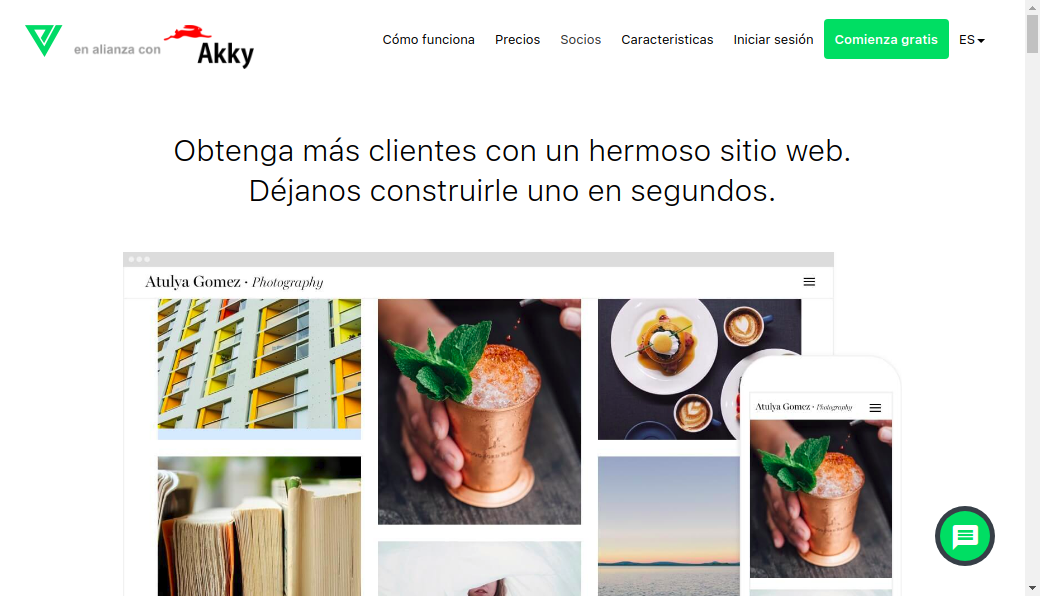 en alianza con Akky
Cómo funciona Precios Socios Caracteristicas Iniciar sesión Comienza gratis ES
Obtenga más clientes con un hermoso sitio web.
Déjanos construirle uno en segundos.
Atulya Gomez · Photography
Atulya Gomez · Photography